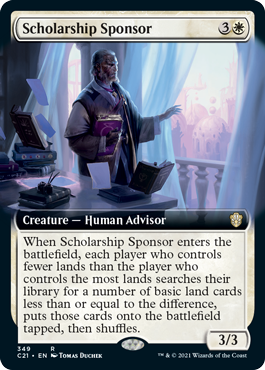 Scholarship Sponsor 3
Creature — Human Advisor
When Scholarship Sponsor enters the
battlefield, each player who controls
fewer lands than the player who
controls the most lands searches their
library for a number of basic land cards
less than or equal to the difference,
puts those cards onto the battlefield
tapped, then shuffles.
3/3
349 R
C21 • EN TOMAS DUCHEK ™ & © 2021 Wizards of the Coast